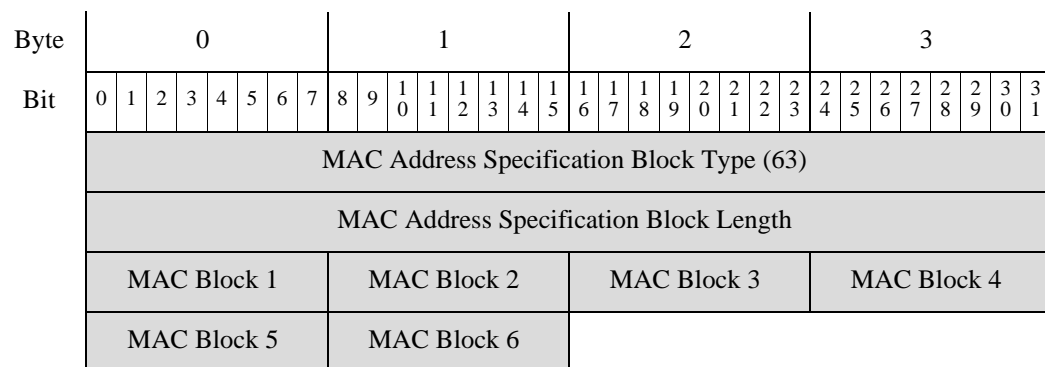 Byte 0 1 2 3
Bit 0 1 2 3 4 5 6 7 8 9 10 11 12 13 14 15 16 17 18 19 20 21 22 23 24 25 26 27 28 29 30 31
MAC Address Specification Block Type (63)
MAC Address Specification Block Length
MAC Block 1 MAC Block 2 MAC Block 3 MAC Block 4
MAC Block 5 MAC Block 6